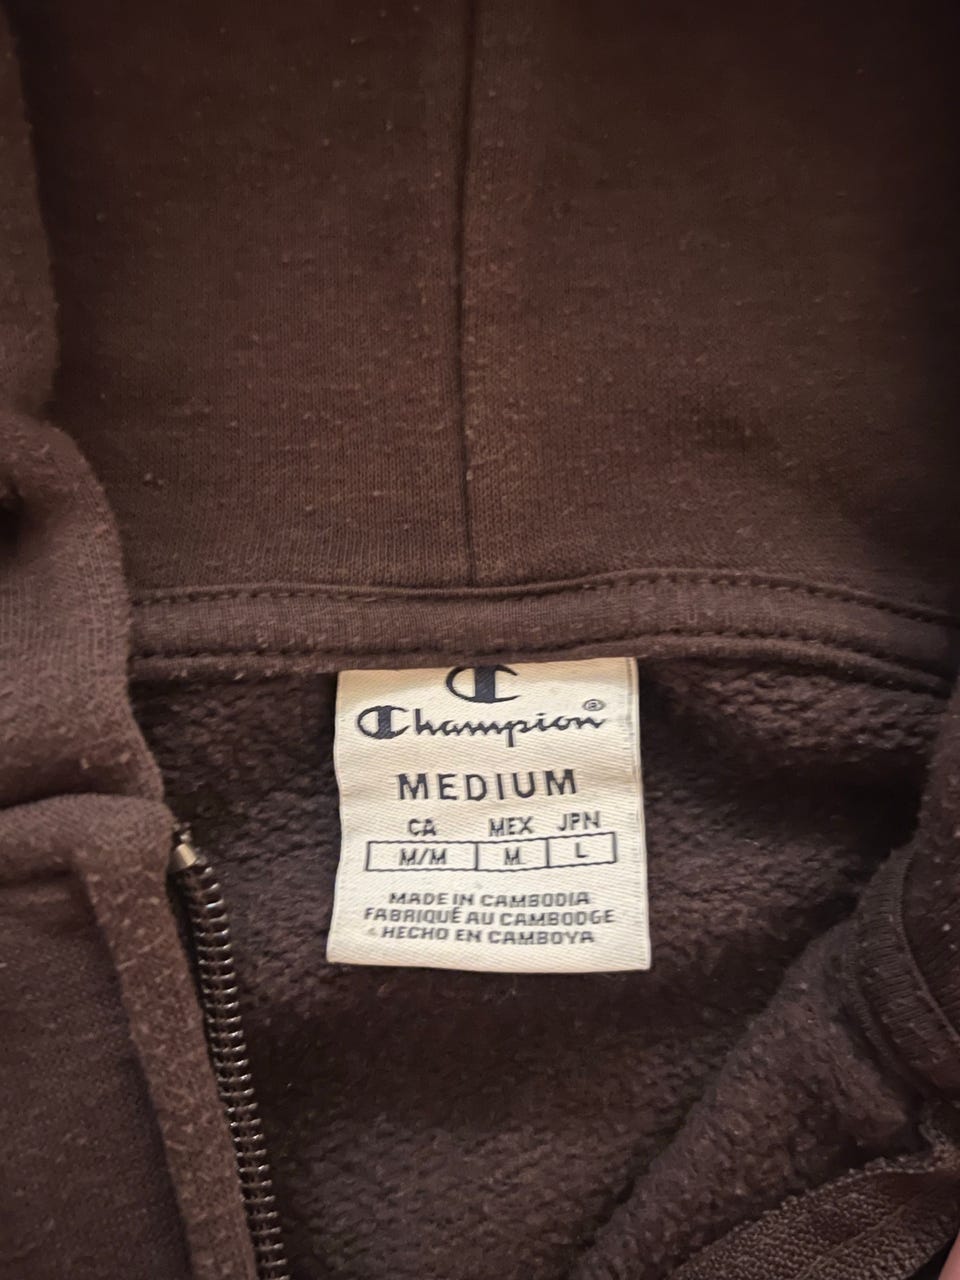 Champion®
MEDIUM
CA MEX JPN
M/M M L
MADE IN CAMBODIA
FABRIQUÉ AU CAMBODGE
HECHO EN CAMBOYA